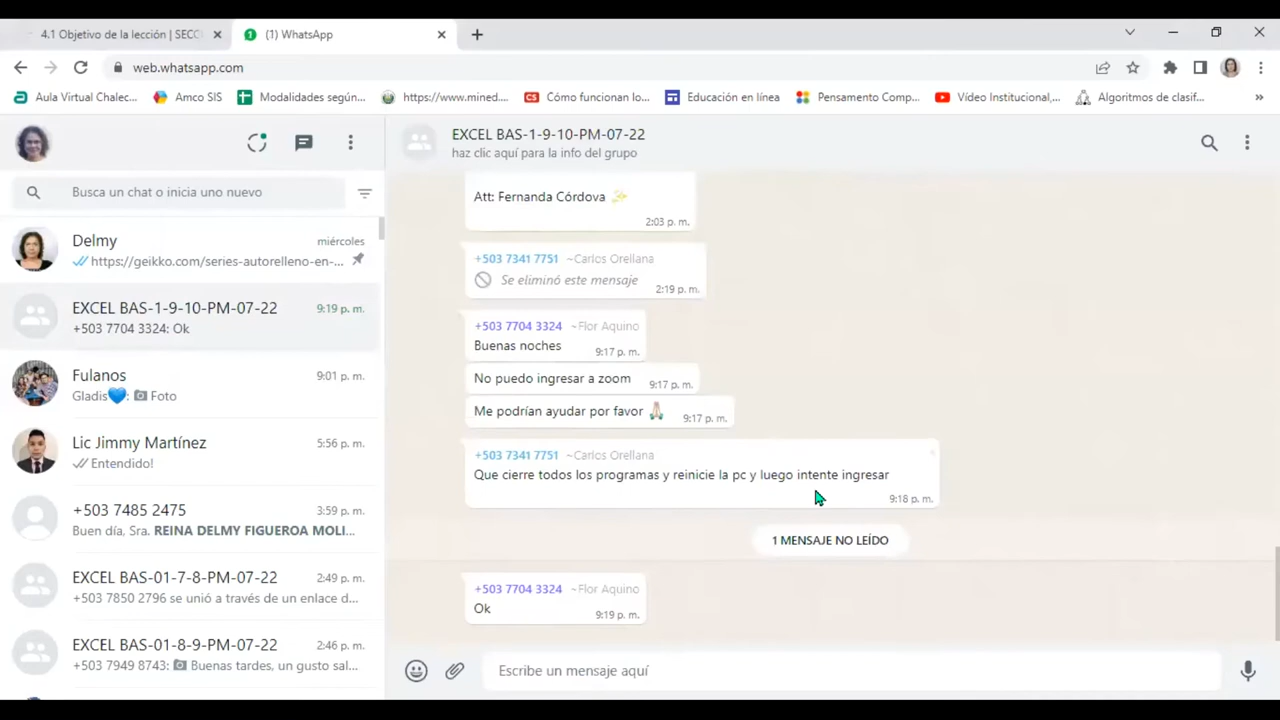 4.1 Objetivo de la lección | SECC
(1) WhatsApp
web.whatsapp.com
Aula Virtual Chalec...
Amco SIS
Modalidades según...
https://www.mined....
Cómo funcionan lo...
Educación en línea
Pensamento Comp...
Vídeo Institucional,...
Algoritmos de clasif...
»
Busca un chat o inicia uno nuevo
Delmy
miércoles
https://geikko.com/series-autorelleno-en-...
EXCEL BAS-1-9-10-PM-07-22
9:19 p. m.
+503 7704 3324: Ok
Fulanos
9:01 p. m.
Gladis💙: Foto
Lic Jimmy Martínez
5:56 p. m.
Entendido!
+503 7485 2475
3:59 p. m.
Buen día, Sra. REINA DELMY FIGUEROA MOLI...
EXCEL BAS-01-7-8-PM-07-22
2:49 p. m.
+503 7850 2796 se unió a través de un enlace d...
EXCEL BAS-01-8-9-PM-07-22
2:46 p. m.
+503 7949 8743: Buenas tardes, un gusto sal...
EXCEL BAS-1-9-10-PM-07-22
haz clic aquí para la info del grupo
Att: Fernanda Córdova ✨
2:03 p. m.
+503 7341 7751 ~Carlos Orellana
Se eliminó este mensaje
2:19 p. m.
+503 7704 3324 ~Flor Aquino
Buenas noches
9:17 p. m.
No puedo ingresar a zoom
9:17 p. m.
Me podrían ayudar por favor 🙏🏻
9:17 p. m.
+503 7341 7751 ~Carlos Orellana
Que cierre todos los programas y reinicie la pc y luego intente ingresar
9:18 p. m.
1 MENSAJE NO LEÍDO
+503 7704 3324 ~Flor Aquino
Ok
9:19 p. m.
Escribe un mensaje aquí